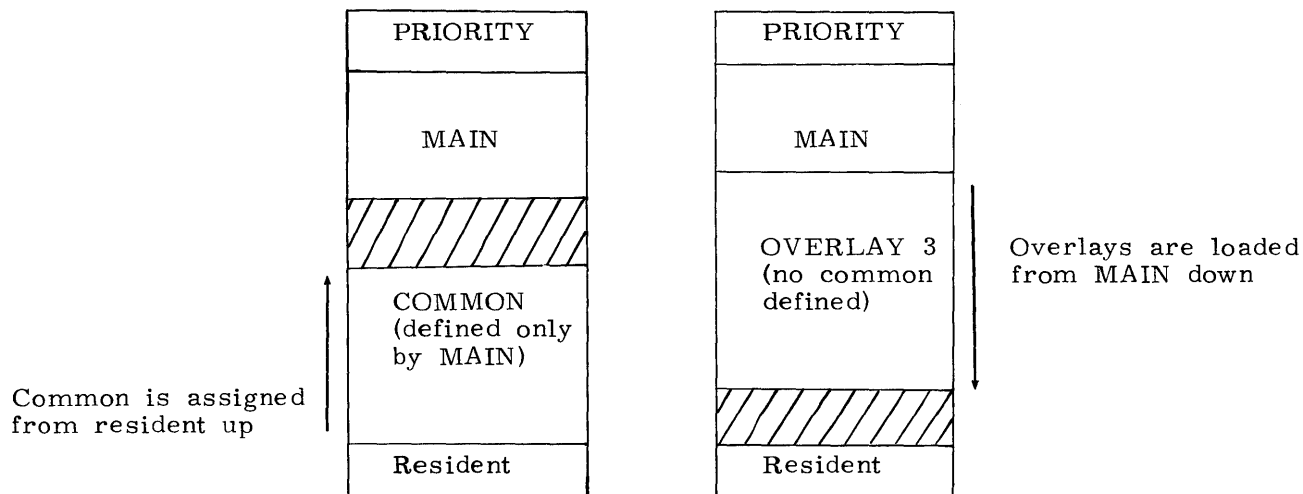 PRIORITY
MAIN
COMMON
(defined only
by MAIN)
Resident
Common is assigned
from resident up
PRIORITY
MAIN
OVERLAY 3
(no common
defined)
Resident
Overlays are loaded
from MAIN down